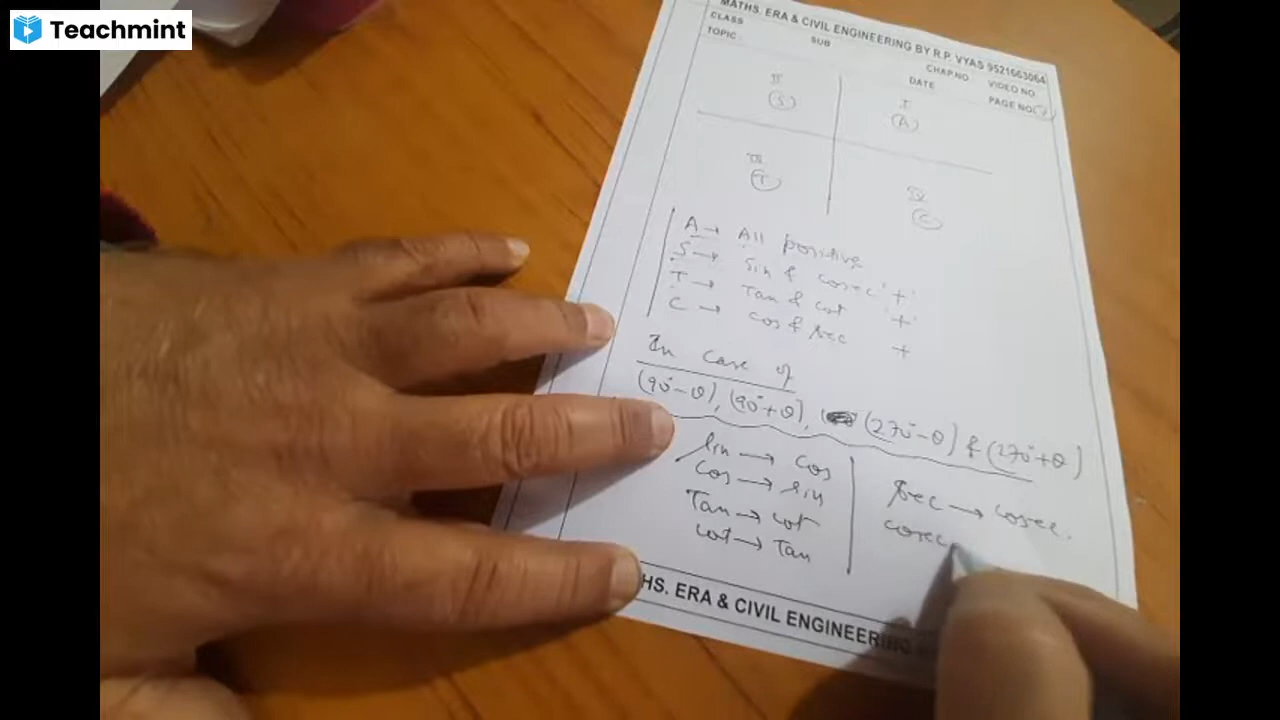 Teachmint
MATHS. ERA & CIVIL ENGINEERING BY R.P. VYAS 9521663064
CLASS SUB CHAP.NO VIDEO NO.
TOPIC DATE PAGE NO.
II I
(S) (A)
III IV
(T) (C)
A → All positive
S → Sin & cosec '+'
T → Tan & cot '+'
C → cos & sec +
In case of
(90°-θ), (90°+θ), (270°-θ) & (270°+θ)
sin → cos
cos → sin
Tan → cot
cot → Tan
sec → cosec.
cosec
HS. ERA & CIVIL ENGINEERING